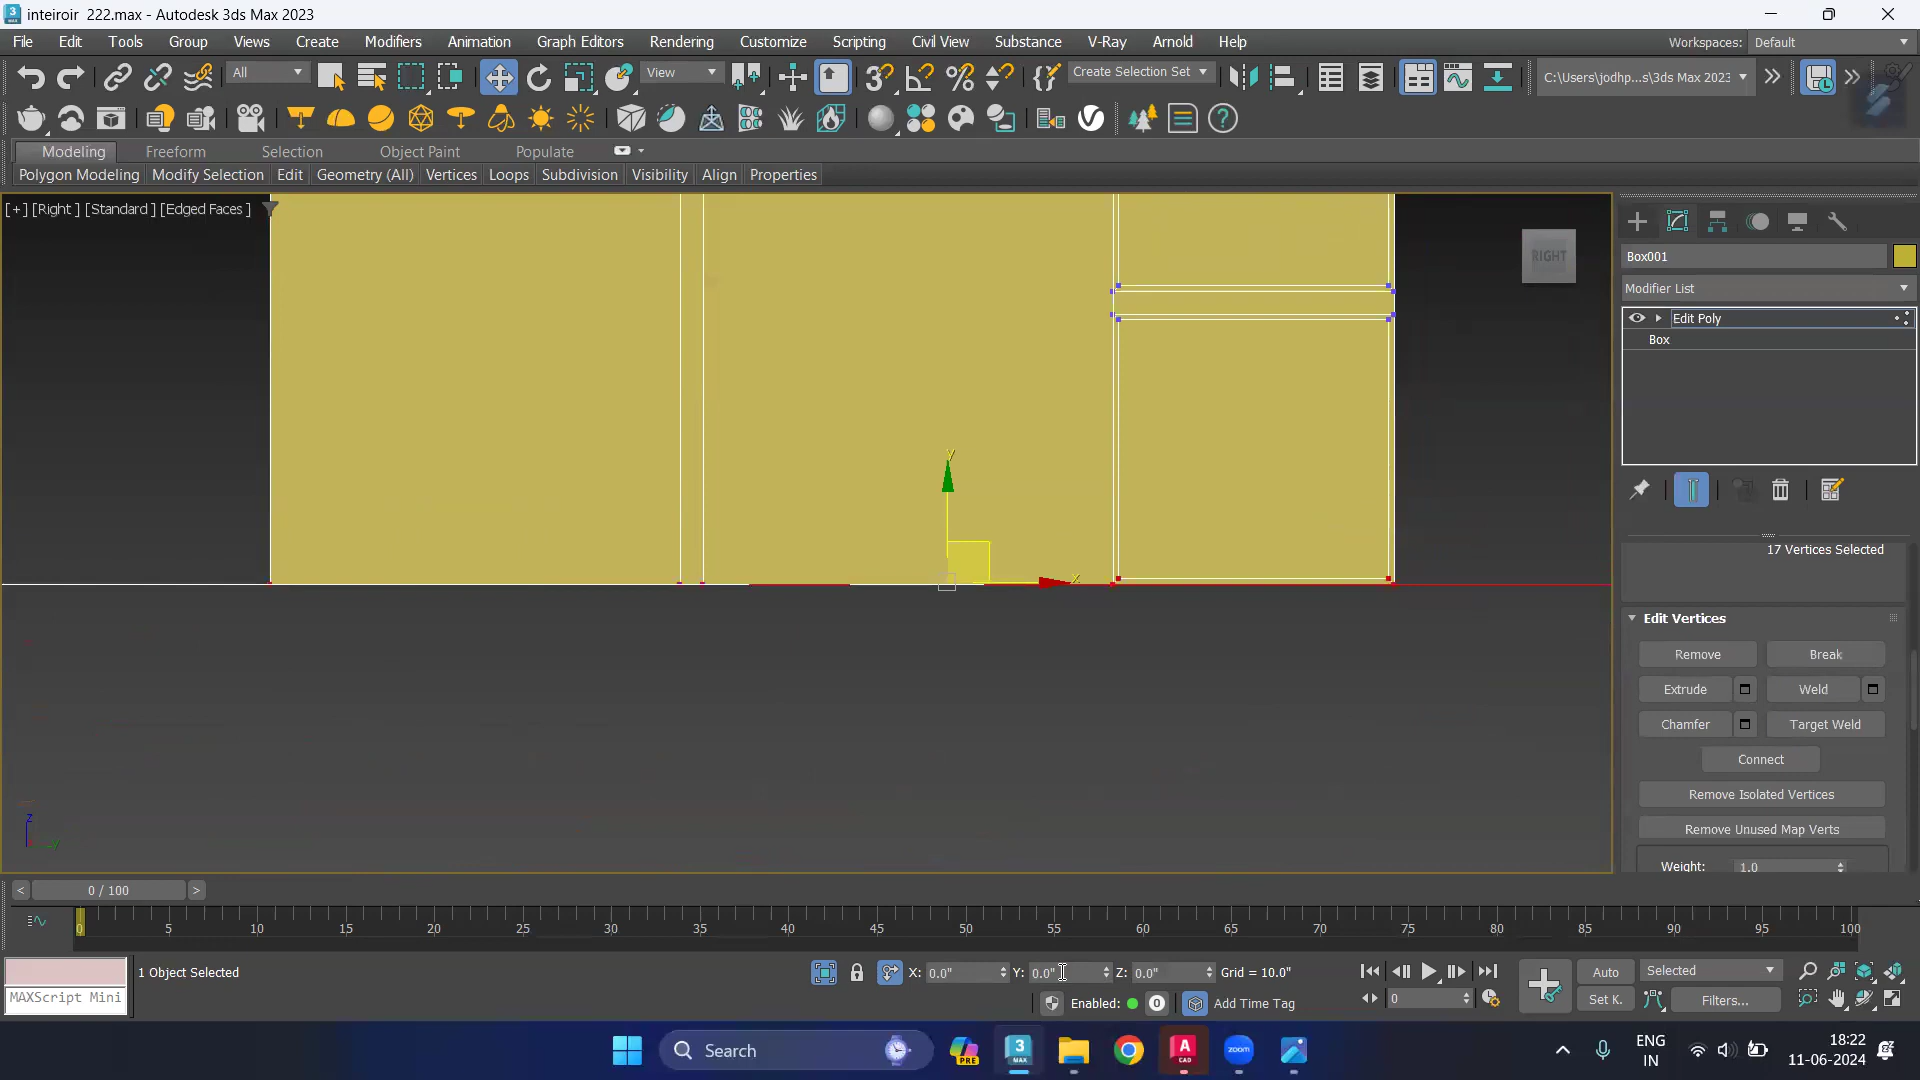 inteiroir 222.max - Autodesk 3ds Max 2023
File Edit Tools Group Views Create Modifiers Animation Graph Editors Rendering Customize Scripting Civil View Substance V-Ray Arnold Help Workspaces: Default
All View Create Selection Set C:\Users\jodhp...s\3ds Max 2023
Modeling Freeform Selection Object Paint Populate
Polygon Modeling Modify Selection Edit Geometry (All) Vertices Loops Subdivision Visibility Align Properties
[+] [Right ] [Standard ] [Edged Faces ]
RIGHT
Box001
Modifier List
Edit Poly
Box
y
x
17 Vertices Selected
Edit Vertices
Remove Break
Extrude Weld
Chamfer Target Weld
Connect
Remove Isolated Vertices
Remove Unused Map Verts
Weight: 1.0
z
y
< 0 / 100 >
0 5 10 15 20 25 30 35 40 45 50 55 60 65 70 75 80 85 90 95 100
1 Object Selected X: 0.0" Y: 0.0" Z: 0.0" Grid = 10.0" Auto Selected
MAXScript Mini Enabled: 0 Add Time Tag 0 Set K. Filters...
Search PRE 3 MAX A CAD zoom ENG IN 18:22 11-06-2024